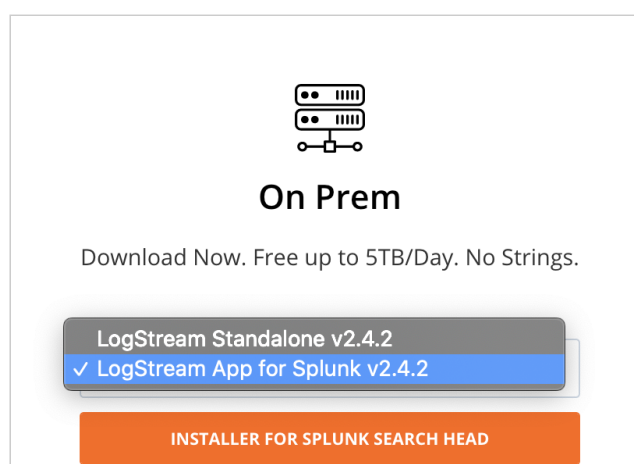 On Prem
Download Now. Free up to 5TB/Day. No Strings.
LogStream Standalone v2.4.2
✓ LogStream App for Splunk v2.4.2
INSTALLER FOR SPLUNK SEARCH HEAD